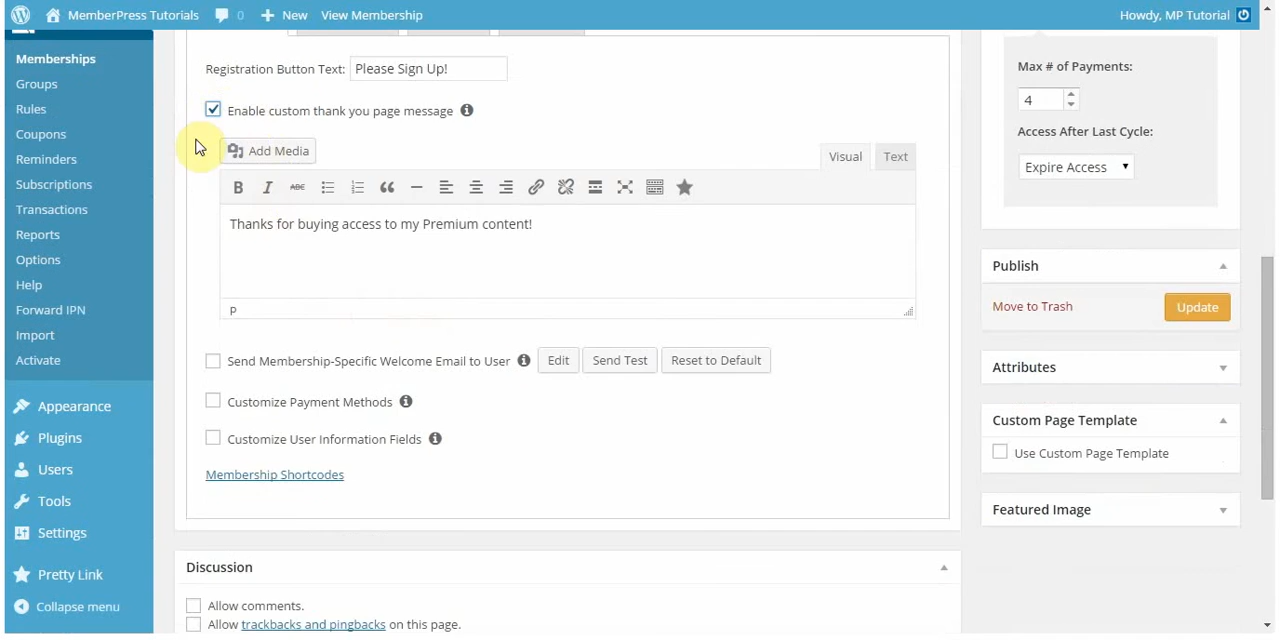 MemberPress Tutorials 0 New View Membership Howdy, MP Tutorial
Memberships
Groups
Rules
Coupons
Reminders
Subscriptions
Transactions
Reports
Options
Help
Forward IPN
Import
Activate
Appearance
Plugins
Users
Tools
Settings
Pretty Link
Collapse menu
Registration Button Text: Please Sign Up!
Enable custom thank you page message
Add Media
Visual Text
B I ABC
Thanks for buying access to my Premium content!
P
Send Membership-Specific Welcome Email to User Edit Send Test Reset to Default
Customize Payment Methods
Customize User Information Fields
Membership Shortcodes
Discussion
Allow comments.
Allow trackbacks and pingbacks on this page.
Max # of Payments:
4
Access After Last Cycle:
Expire Access
Publish
Move to Trash Update
Attributes
Custom Page Template
Use Custom Page Template
Featured Image